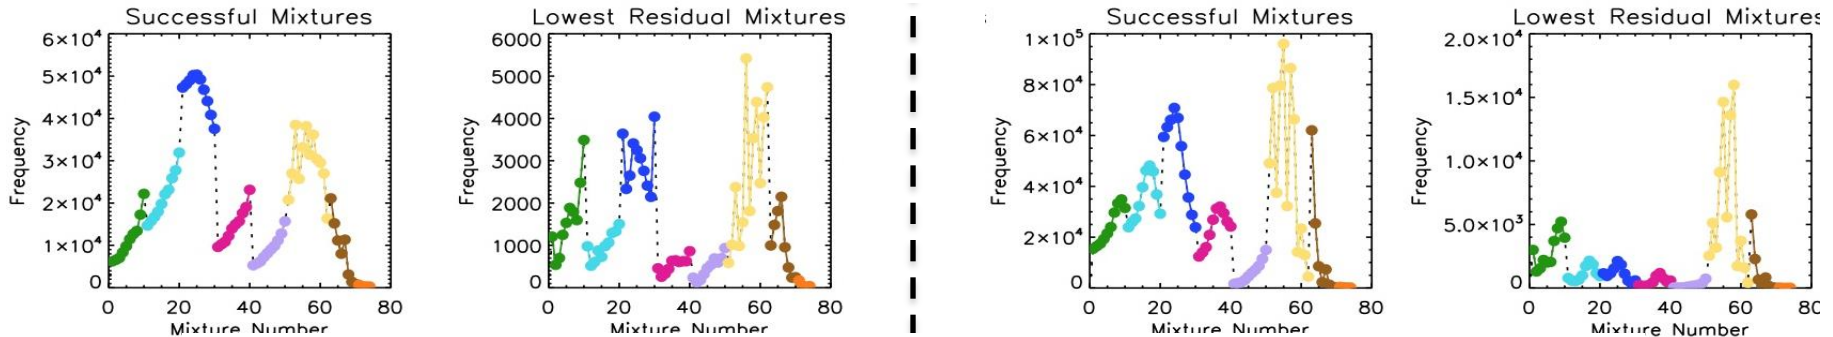 Successful Mixtures
Lowest Residual Mixtures
Successful Mixtures
Lowest Residual Mixtures
6×10⁴
5×10⁴
4×10⁴
3×10⁴
2×10⁴
1×10⁴
0
Frequency
0 20 40 60 80
Mixture Number
6000
5000
4000
3000
2000
1000
0
Frequency
0 20 40 60 80
Mixture Number
1×10⁵
8×10⁴
6×10⁴
4×10⁴
2×10⁴
0
Frequency
0 20 40 60 80
Mixture Number
2.0×10⁴
1.5×10⁴
1.0×10⁴
5.0×10³
0
Frequency
0 20 40 60 80
Mixture Number